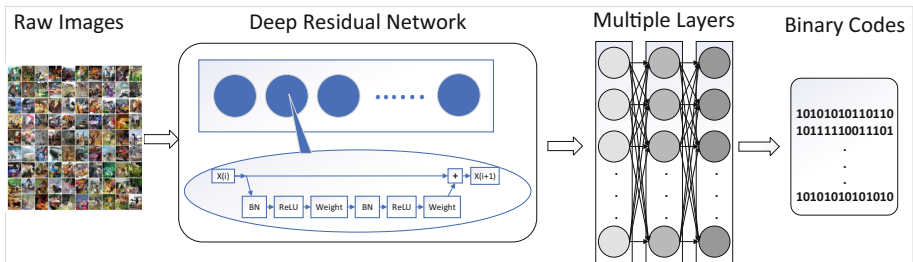 Raw Images
Deep Residual Network
Multiple Layers
Binary Codes
......
X(i)
+
X(i+1)
BN
ReLU
Weight
BN
ReLU
Weight
.
.
.
.
.
.
.
.
.
10101010110110
10111110011101
.
.
.
10101010101010